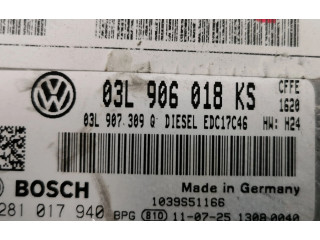 03L 906 018 KS CFFE
03L 907 309 G DIESEL EDC17C46 1620
HW: H24
BOSCH Made in Germany
1039S51166
281 017 940 BPG 810 11-07-25 1308 0040